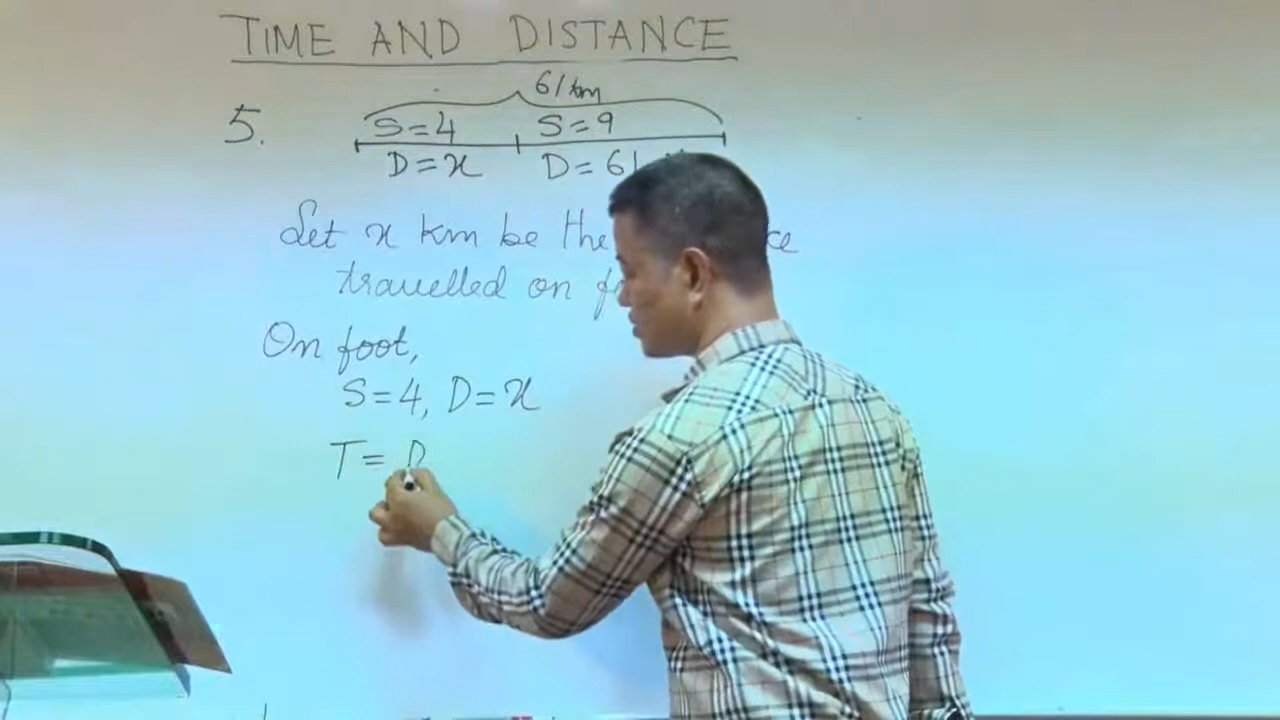 TIME AND DISTANCE
61 km
5. S=4 S=9
D=x D=61
Let x km be the
travelled on
On foot,
S=4, D=x
T= D